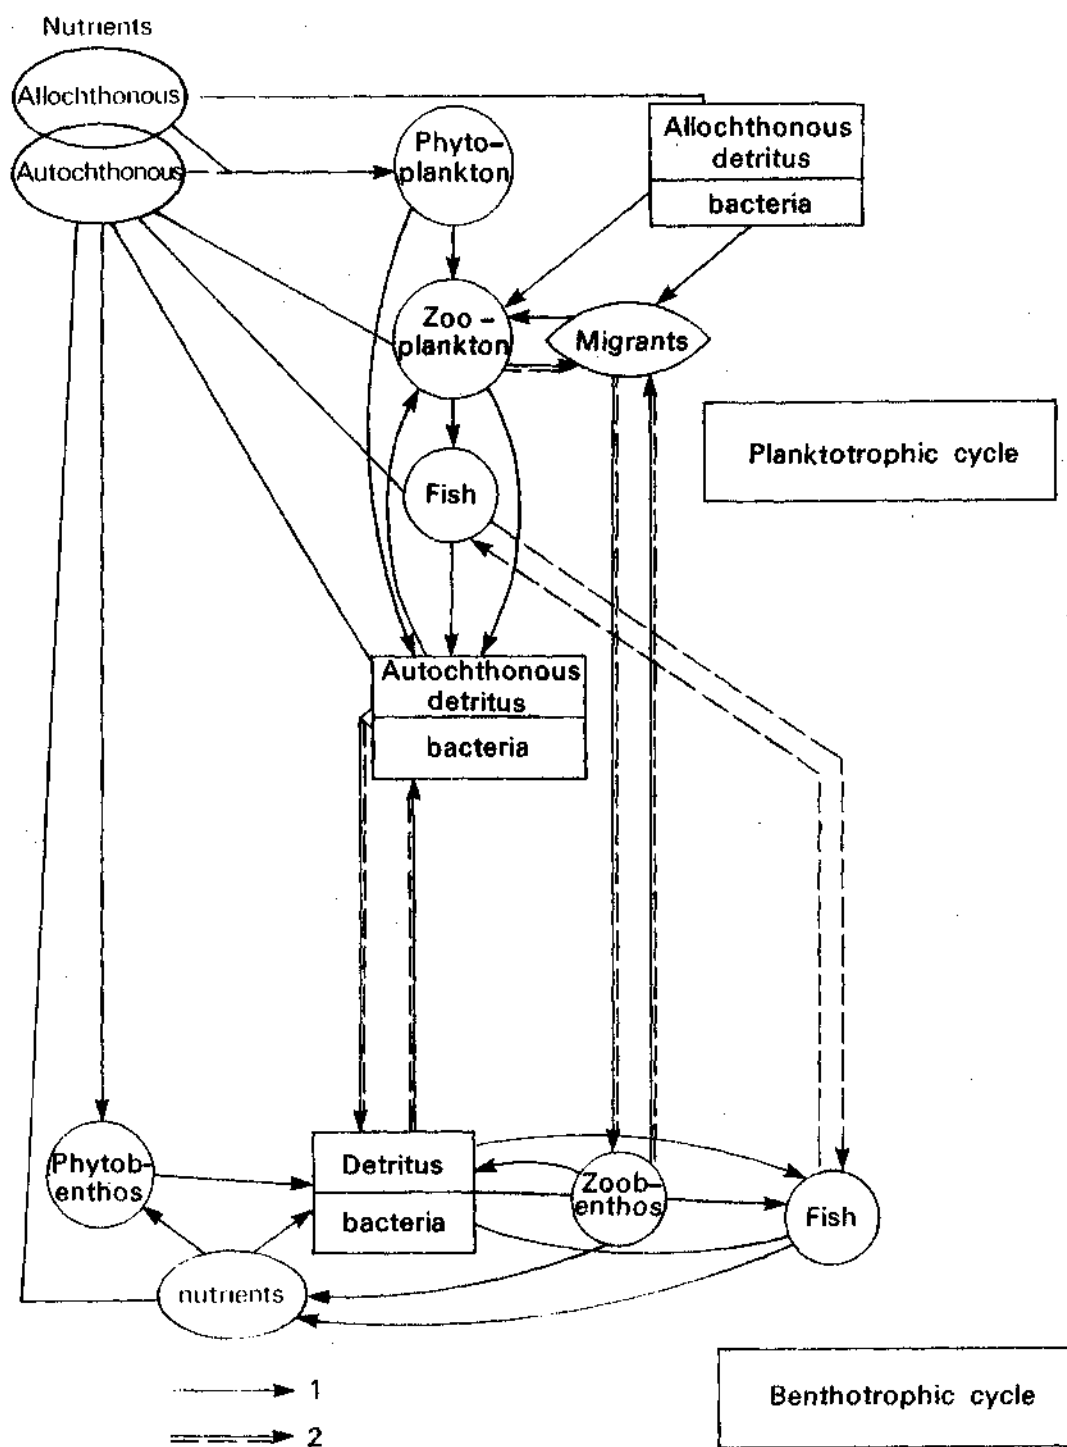 Nutrients
Allochthonous
Autochthonous
Phyto-
plankton
Allochthonous
detritus
bacteria
Zoo-
plankton
Migrants
Planktotrophic cycle
Fish
Autochthonous
detritus
bacteria
Phytob-
enthos
Detritus
bacteria
Zoob-
enthos
Fish
nutrients
1
2
Benthotrophic cycle